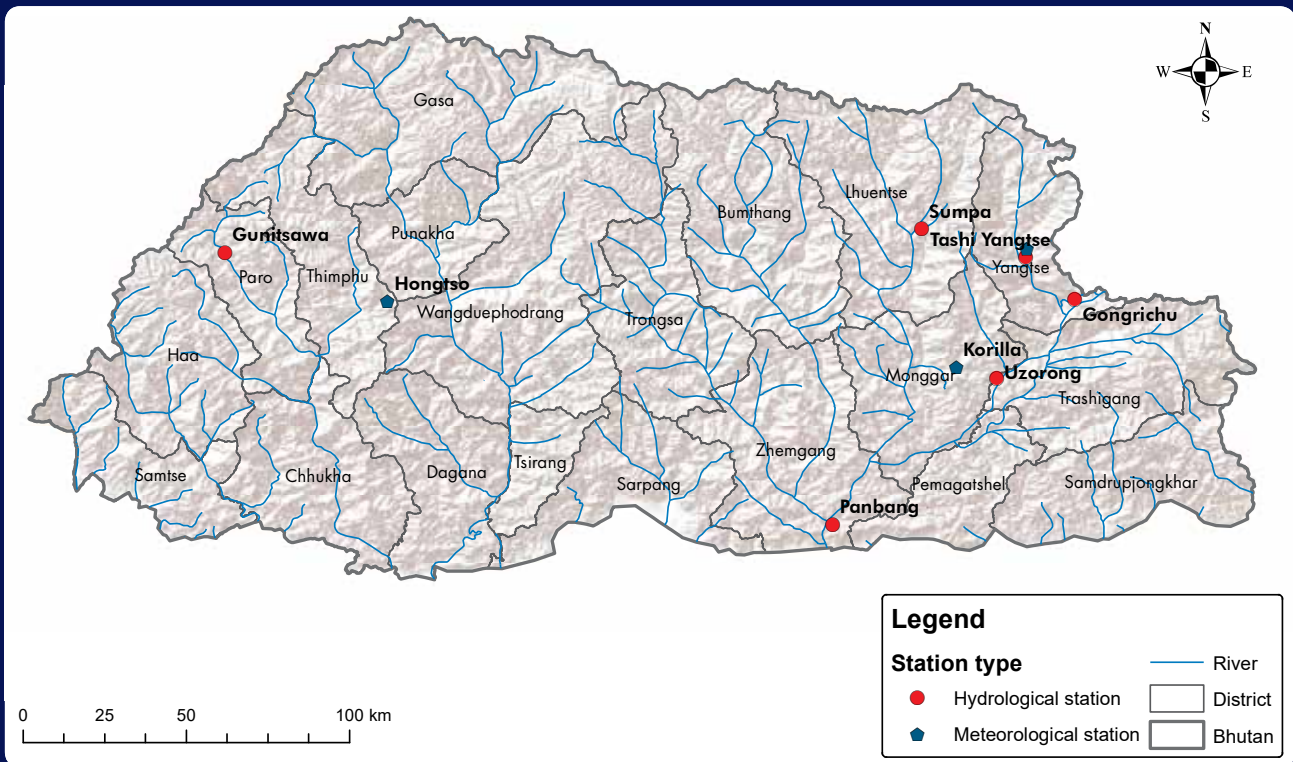 N
W E
S
Gasa
Lhuentse
Bumthang
Sumpa
Punakha
Gunitsawa
Tashi Yangtse
Yangtse
Paro
Thimphu
Hongtso
Wangduephodrang
Trongsa
Gongrichu
Haa
Korilla
Monggar
Uzorong
Trashigang
Zhemgang
Samtse
Chhukha
Dagana
Tsirang
Sarpang
Pemagatshel
Samdrupjongkhar
Panbang
Legend
Station type
River
Hydrological station
District
Meteorological station
Bhutan
0 25 50 100 km